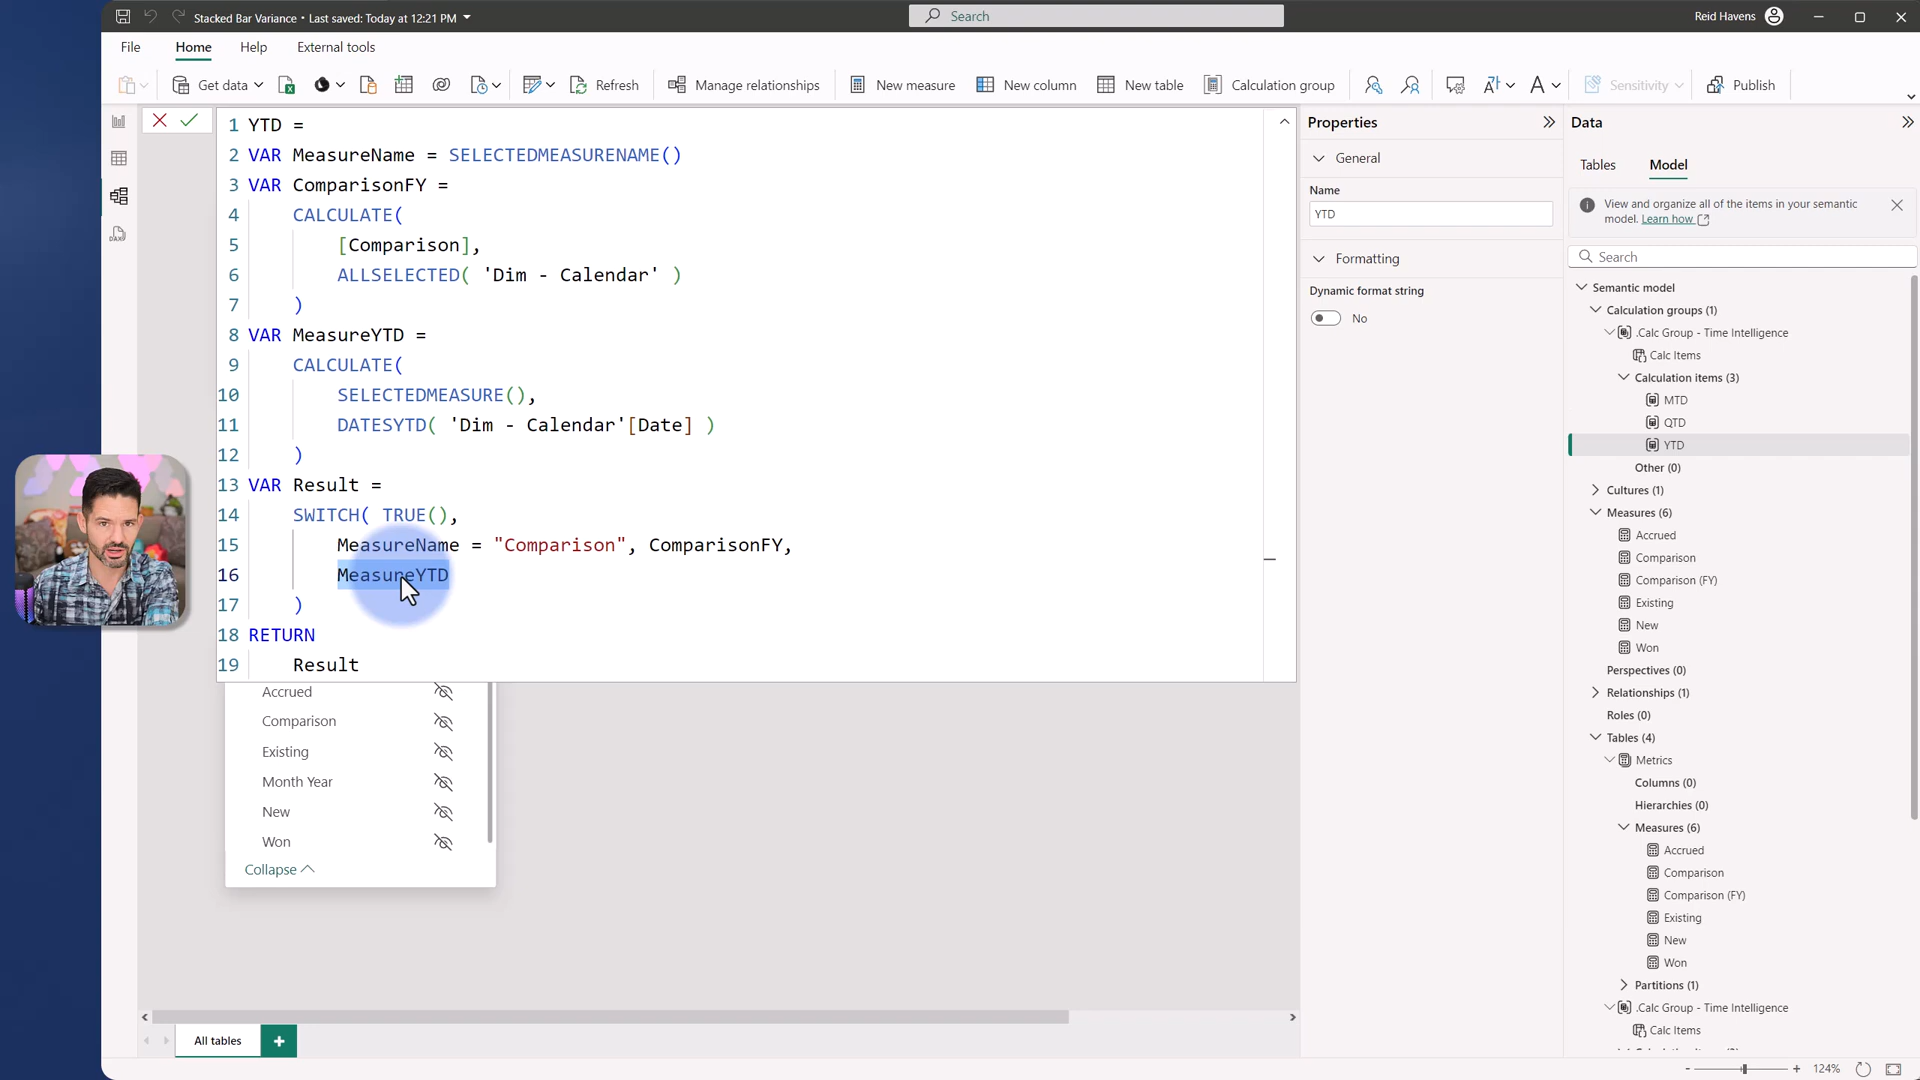 Stacked Bar Variance • Last saved: Today at 12:21 PM
Search
Reid Havens
File
Home
Help
External tools
Get data
Refresh
Manage relationships
New measure
New column
New table
Calculation group
Sensitivity
Publish
1 YTD =
2 VAR MeasureName = SELECTEDMEASURENAME()
3 VAR ComparisonFY =
4 CALCULATE(
5 [Comparison],
6 ALLSELECTED( 'Dim - Calendar' )
7 )
8 VAR MeasureYTD =
9 CALCULATE(
10 SELECTEDMEASURE(),
11 DATESYTD( 'Dim - Calendar'[Date] )
12 )
13 VAR Result =
14 SWITCH( TRUE(),
15 MeasureName = "Comparison", ComparisonFY,
16 MeasureYTD
17 )
18 RETURN
19 Result
Accrued
Comparison
Existing
Month Year
New
Won
Collapse
All tables
Properties
General
Name
YTD
Formatting
Dynamic format string
No
Data
Tables
Model
View and organize all of the items in your semantic
model. Learn how
Search
Semantic model
Calculation groups (1)
.Calc Group - Time Intelligence
Calc Items
Calculation items (3)
MTD
QTD
YTD
Other (0)
Cultures (1)
Measures (6)
Accrued
Comparison
Comparison (FY)
Existing
New
Won
Perspectives (0)
Relationships (1)
Roles (0)
Tables (4)
Metrics
Columns (0)
Hierarchies (0)
Measures (6)
Accrued
Comparison
Comparison (FY)
Existing
New
Won
Partitions (1)
.Calc Group - Time Intelligence
Calc Items
124%